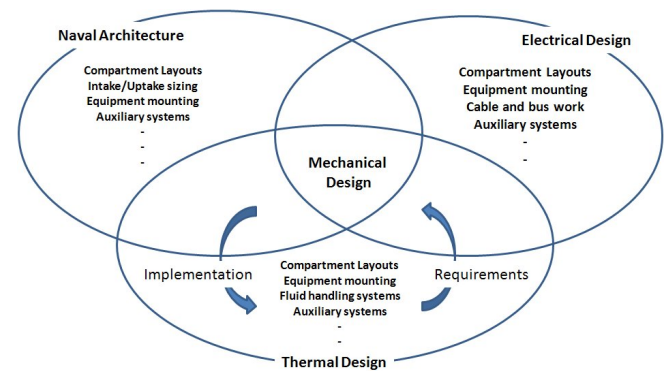 Naval Architecture
Compartment Layouts
Intake/Uptake sizing
Equipment mounting
Auxiliary systems
-
-
-
Electrical Design
Compartment Layouts
Equipment mounting
Cable and bus work
Auxiliary systems
-
-
Mechanical
Design
Implementation
Requirements
Compartment Layouts
Equipment mounting
Fluid handling systems
Auxiliary systems
-
-
Thermal Design